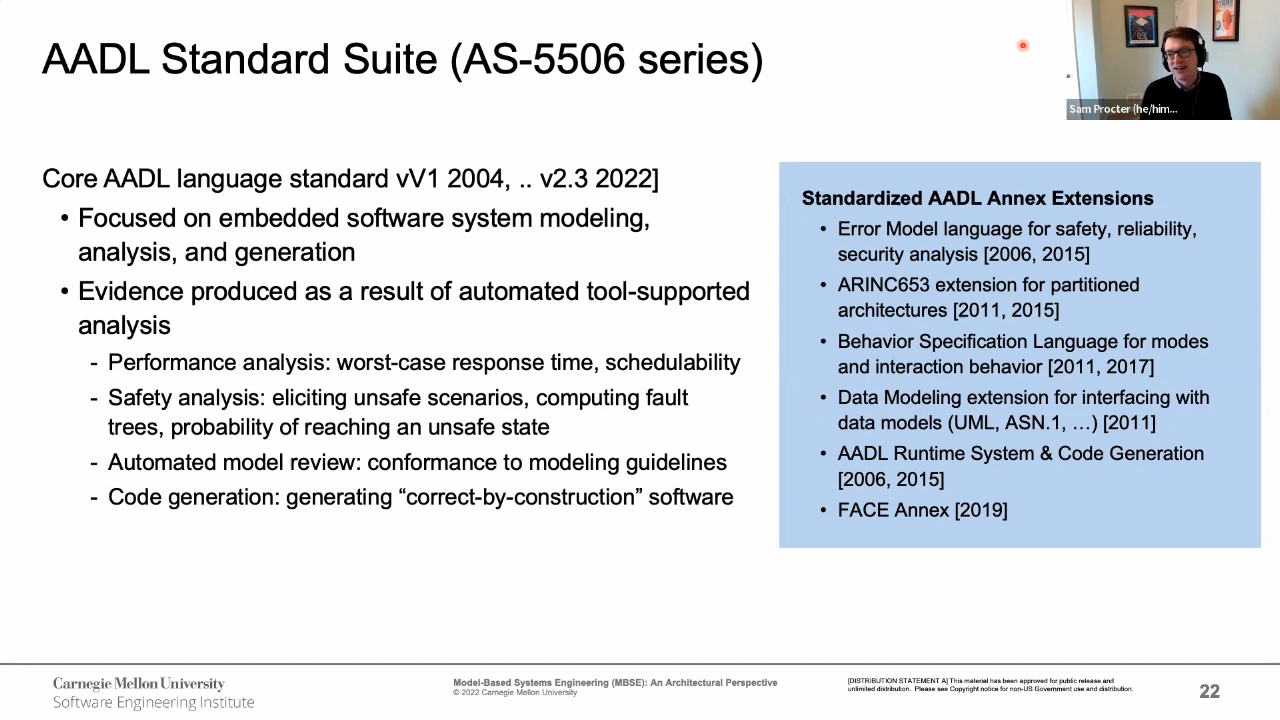 AADL Standard Suite (AS-5506 series)
Sam Procter (he/him...
Core AADL language standard vV1 2004, .. v2.3 2022]
• Focused on embedded software system modeling,
analysis, and generation
• Evidence produced as a result of automated tool-supported
analysis
- Performance analysis: worst-case response time, schedulability
- Safety analysis: eliciting unsafe scenarios, computing fault
trees, probability of reaching an unsafe state
- Automated model review: conformance to modeling guidelines
- Code generation: generating “correct-by-construction” software
Standardized AADL Annex Extensions
• Error Model language for safety, reliability,
security analysis [2006, 2015]
• ARINC653 extension for partitioned
architectures [2011, 2015]
• Behavior Specification Language for modes
and interaction behavior [2011, 2017]
• Data Modeling extension for interfacing with
data models (UML, ASN.1, …) [2011]
• AADL Runtime System & Code Generation
[2006, 2015]
• FACE Annex [2019]
Carnegie Mellon University
Software Engineering Institute
Model-Based Systems Engineering (MBSE): An Architectural Perspective
© 2022 Carnegie Mellon University
[DISTRIBUTION STATEMENT A] This material has been approved for public release and
unlimited distribution. Please see Copyright notice for non-US Government use and distribution.
22